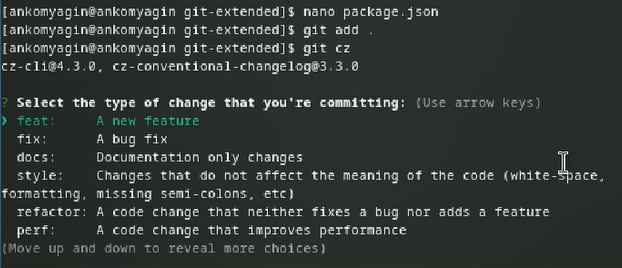 [ankomyagin@ankomyagin git-extended]$ nano package.json
[ankomyagin@ankomyagin git-extended]$ git add .
[ankomyagin@ankomyagin git-extended]$ git cz
cz-cli@4.3.0, cz-conventional-changelog@3.3.0

? Select the type of change that you're committing: (Use arrow keys)
❯ feat:     A new feature
  fix:      A bug fix
  docs:     Documentation only changes
  style:    Changes that do not affect the meaning of the code (white-space,
formatting, missing semi-colons, etc)
  refactor: A code change that neither fixes a bug nor adds a feature
  perf:     A code change that improves performance
(Move up and down to reveal more choices)